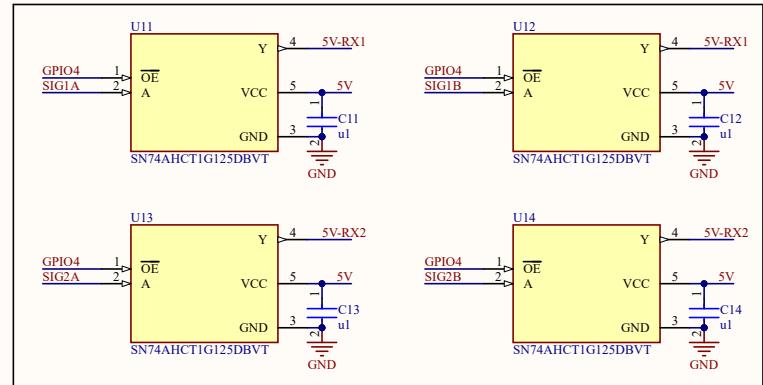 U11
Y 4 5V-RX1
GPIO4 1 OE
SIG1A 2 A
VCC 5 5V
1
C11
u1
GND 3
2
SN74AHCT1G125DBVT
GND
U12
Y 4 5V-RX1
GPIO4 1 OE
SIG1B 2 A
VCC 5 5V
1
C12
u1
GND 3
2
SN74AHCT1G125DBVT
GND
U13
Y 4 5V-RX2
GPIO4 1 OE
SIG2A 2 A
VCC 5 5V
1
C13
u1
GND 3
2
SN74AHCT1G125DBVT
GND
U14
Y 4 5V-RX2
GPIO4 1 OE
SIG2B 2 A
VCC 5 5V
1
C14
u1
GND 3
2
SN74AHCT1G125DBVT
GND